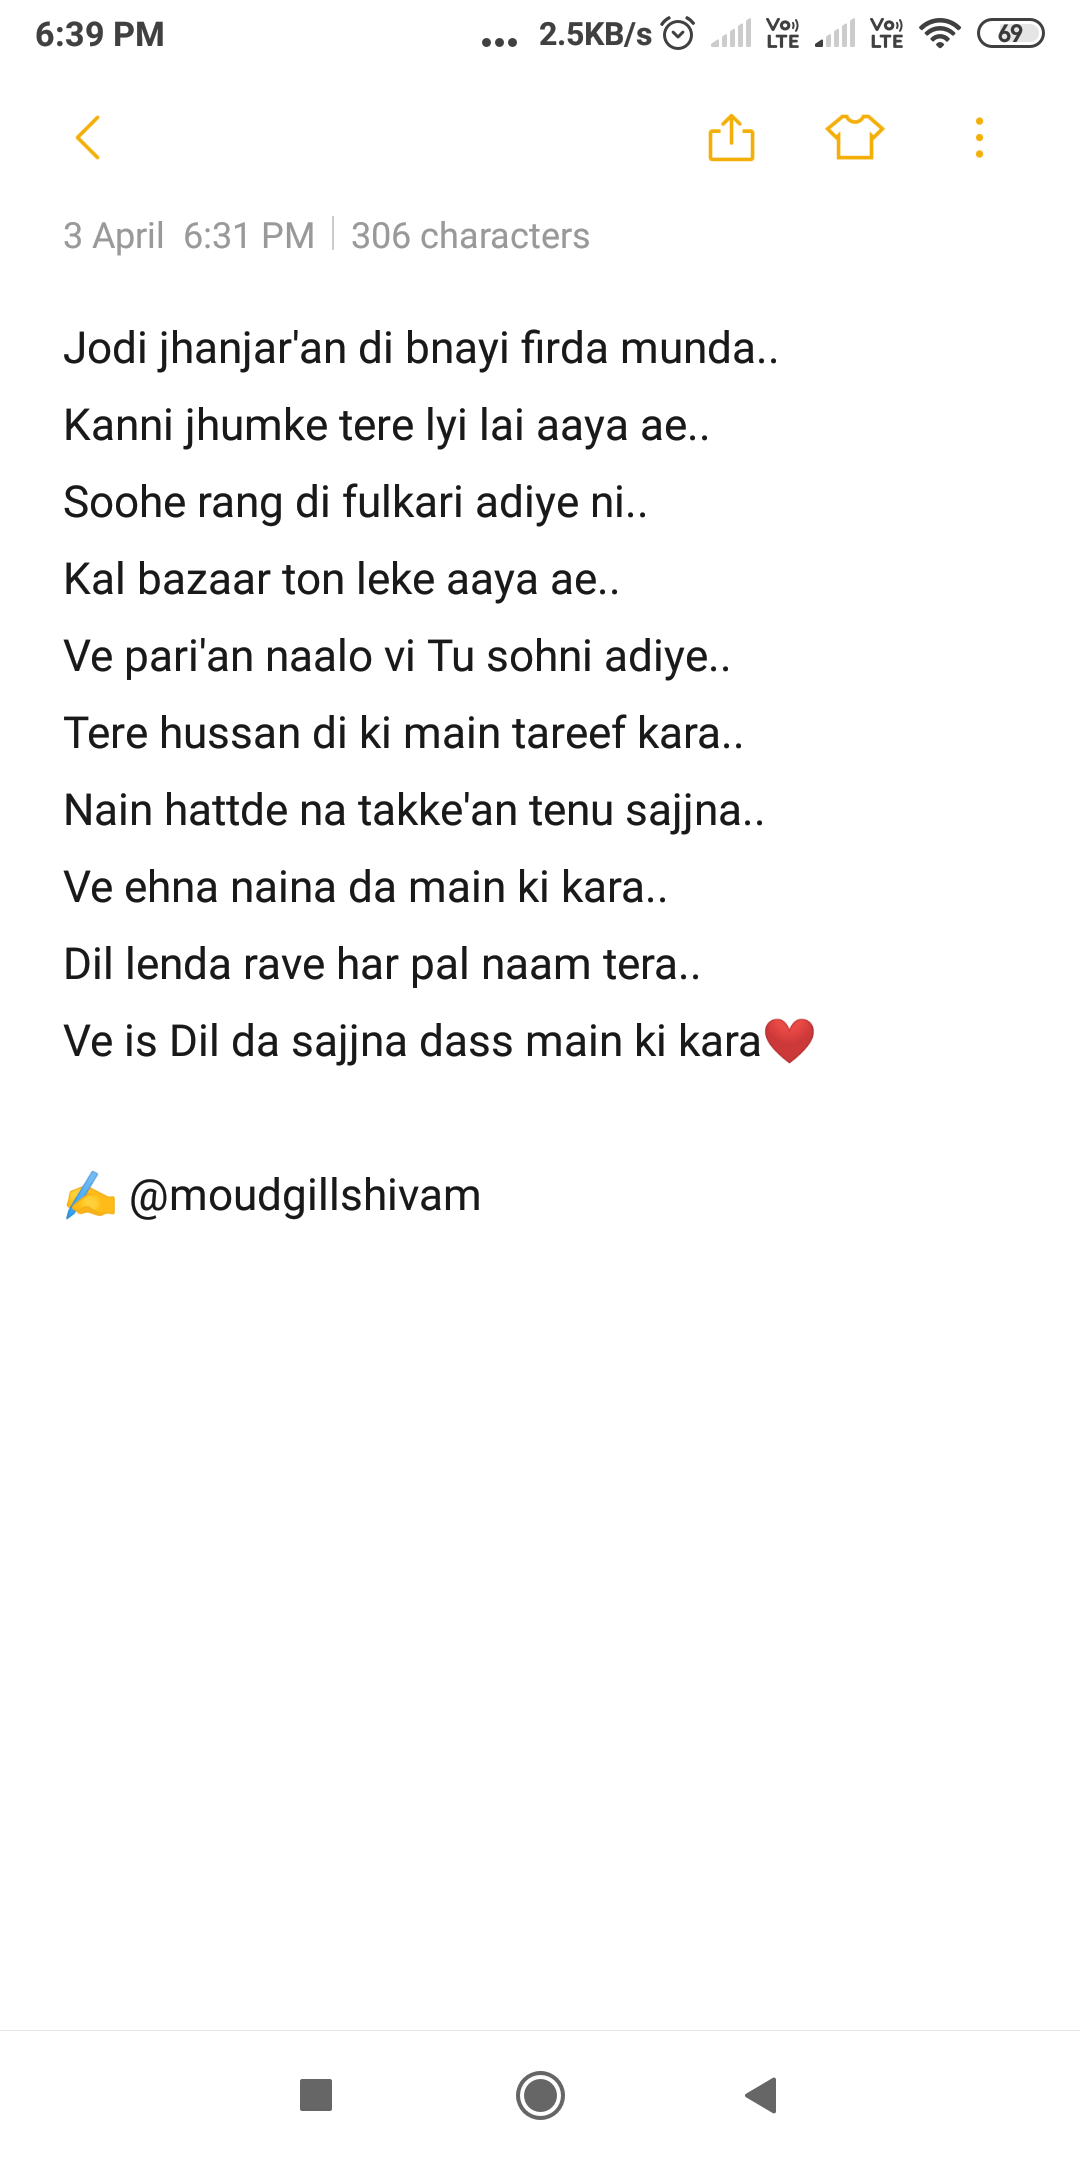 6:39 PM ... 2.5KB/s Vo LTE Vo LTE 69
3 April 6:31 PM | 306 characters
Jodi jhanjar'an di bnayi firda munda..
Kanni jhumke tere lyi lai aaya ae..
Soohe rang di fulkari adiye ni..
Kal bazaar ton leke aaya ae..
Ve pari'an naalo vi Tu sohni adiye..
Tere hussan di ki main tareef kara..
Nain hattde na takke'an tenu sajjna..
Ve ehna naina da main ki kara..
Dil lenda rave har pal naam tera..
Ve is Dil da sajjna dass main ki kara❤️
✍️ @moudgillshivam